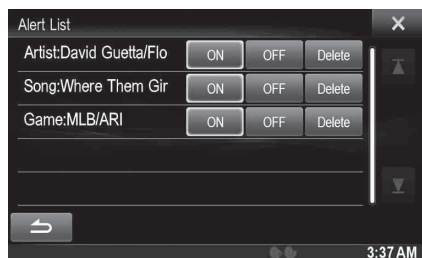 Alert List X
Artist:David Guetta/Flo ON OFF Delete
Song:Where Them Gir ON OFF Delete
Game:MLB/ARI ON OFF Delete
3:37 AM